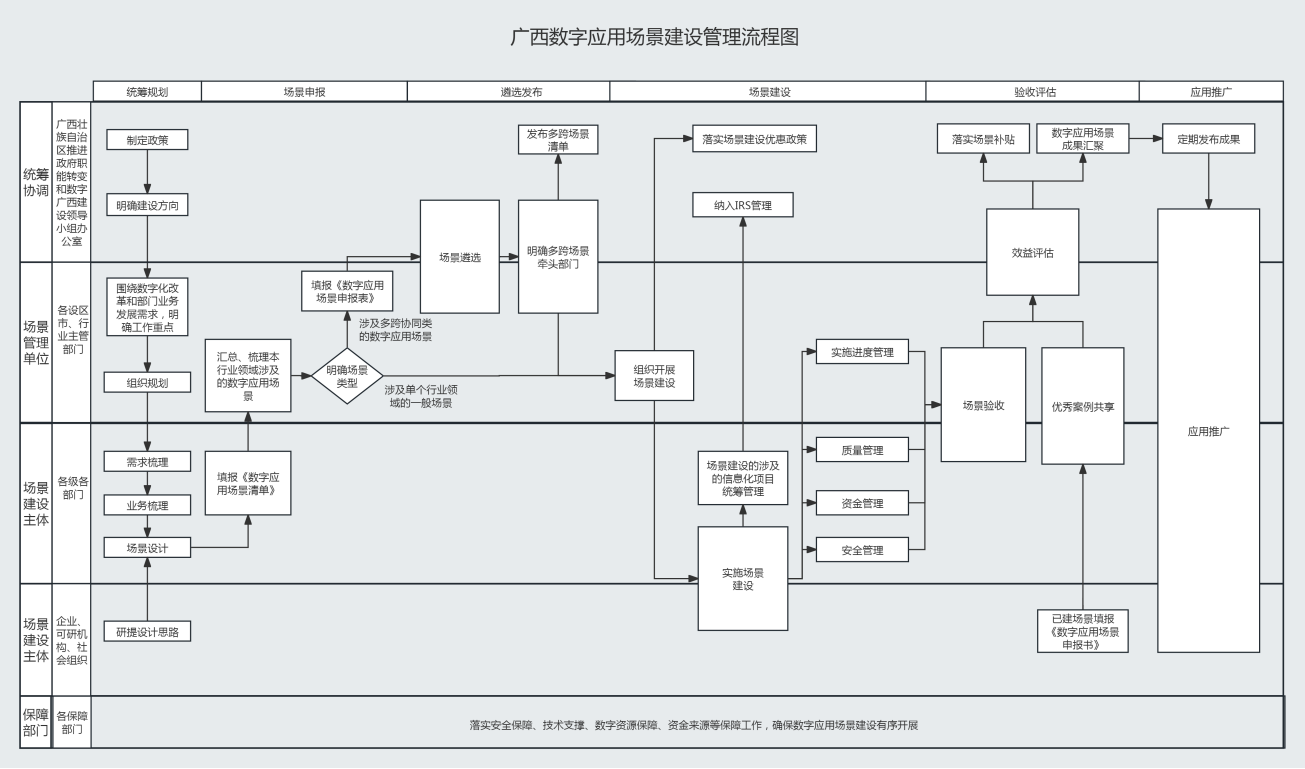 广西数字应用场景建设管理流程图
统筹规划
场景申报
遴选发布
场景建设
验收评估
应用推广
统筹
协调
广西壮
族自治
区推进
政府职
能转变
和数字
广西建
设领导
小组办
公室
制定政策
明确建设方向
场景遴选
发布多跨场景
清单
明确多跨场景
牵头部门
落实场景建设优惠政策
纳入IRS管理
落实场景补贴
数字应用场景
成果汇聚
定期发布成果
效益评估
场景
管理
单位
各设区
市、行
业主管
部门
围绕数字化改
革和部门业务
发展需求，明
确工作重点
组织规划
填报《数字应用
场景申报表》
涉及多跨协同类
的数字应用场景
汇总、梳理本
行业领域涉及
的数字应用场
景
明确场景
类型
涉及单个行业领
域的一般场景
组织开展
场景建设
实施进度管理
场景验收
优秀案例共享
应用推广
场景
建设
主体
各级各
部门
需求梳理
业务梳理
场景设计
填报《数字应
用场景清单》
场景建设的涉及
的信息化项目
统筹管理
实施场景
建设
质量管理
资金管理
安全管理
场景
建设
主体
企业、
可研机
构、社
会组织
研提设计思路
已建场景填报
《数字应用场景
申报书》
保障
部门
各保障
部门
落实安全保障、技术支撑、数字资源保障、资金来源等保障工作，确保数字应用场景建设有序开展